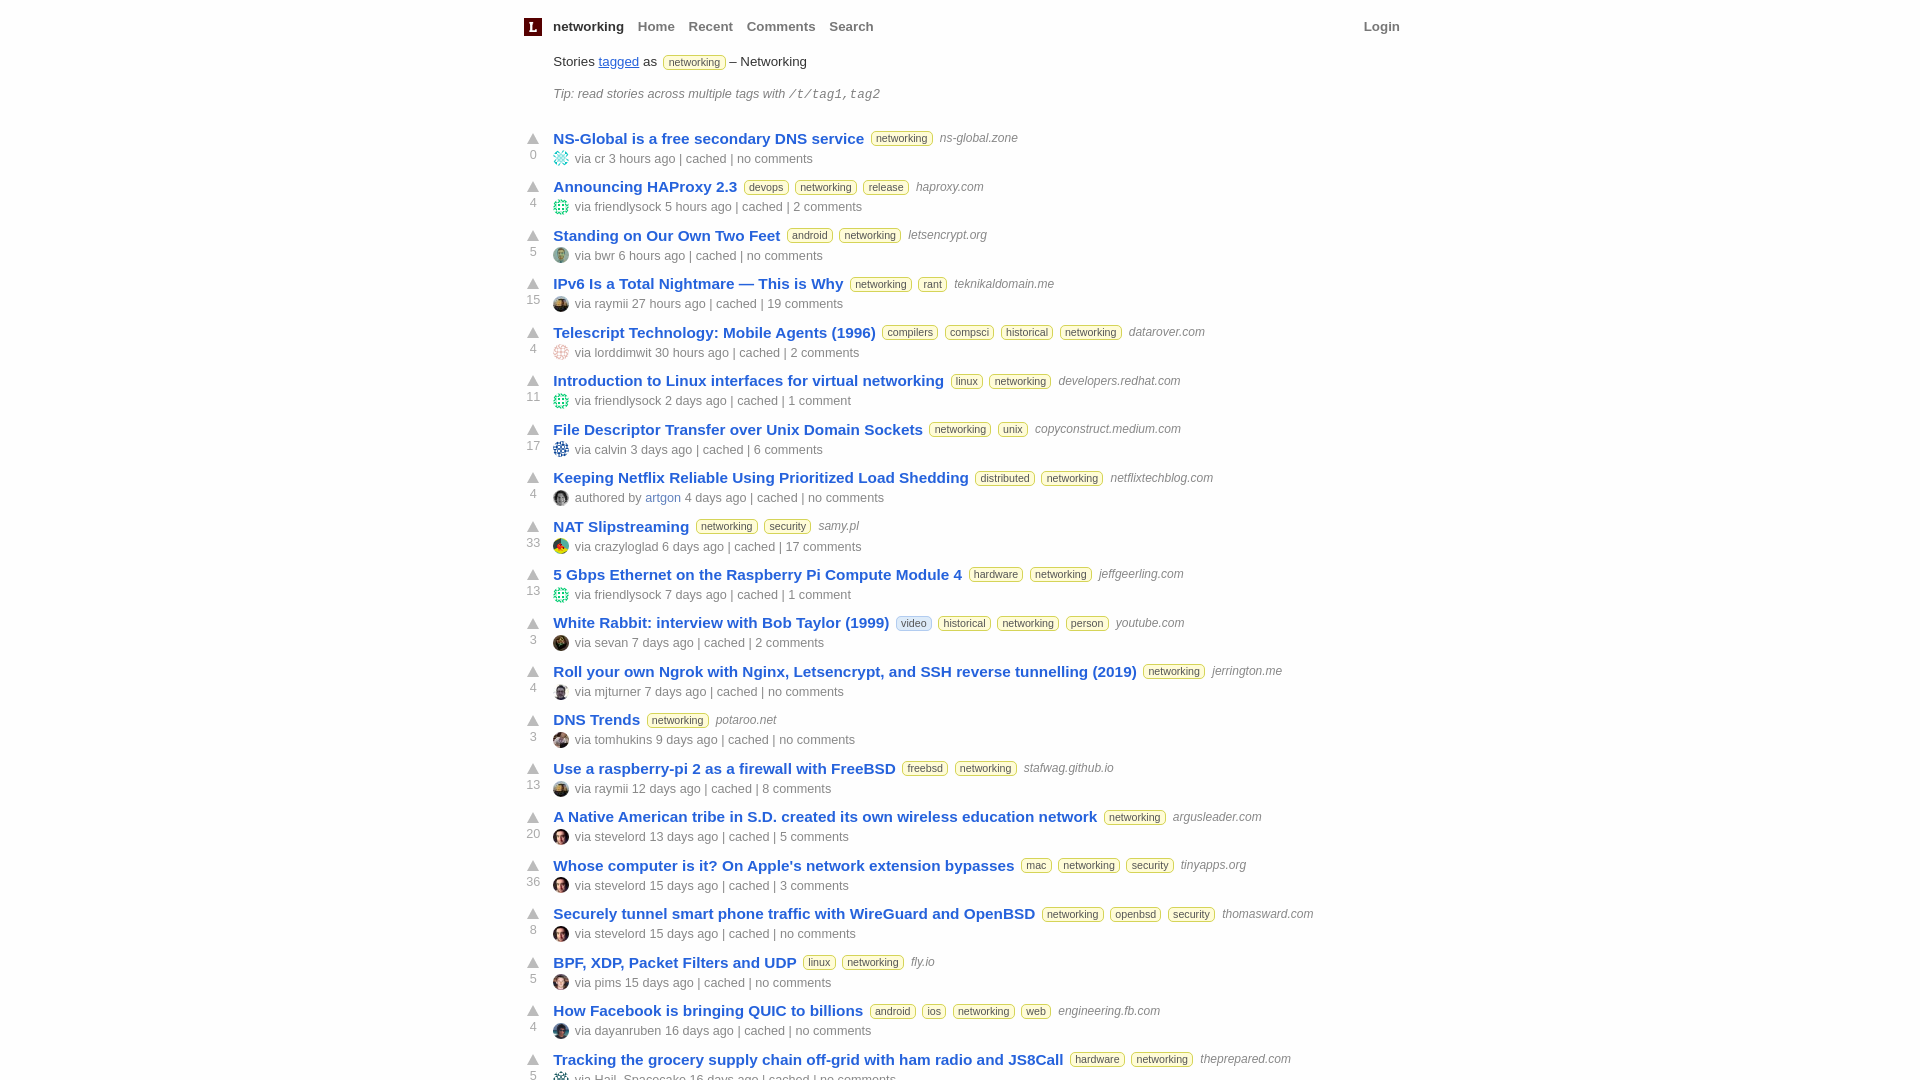 L networking Home Recent Comments Search Login
Stories tagged as networking – Networking
Tip: read stories across multiple tags with /t/tag1,tag2
NS-Global is a free secondary DNS service networking ns-global.zone
0 via cr 3 hours ago | cached | no comments
Announcing HAProxy 2.3 devops networking release haproxy.com
4 via friendlysock 5 hours ago | cached | 2 comments
Standing on Our Own Two Feet android networking letsencrypt.org
5 via bwr 6 hours ago | cached | no comments
IPv6 Is a Total Nightmare — This is Why networking rant teknikaldomain.me
15 via raymii 27 hours ago | cached | 19 comments
Telescript Technology: Mobile Agents (1996) compilers compsci historical networking datarover.com
4 via lorddimwit 30 hours ago | cached | 2 comments
Introduction to Linux interfaces for virtual networking linux networking developers.redhat.com
11 via friendlysock 2 days ago | cached | 1 comment
File Descriptor Transfer over Unix Domain Sockets networking unix copyconstruct.medium.com
17 via calvin 3 days ago | cached | 6 comments
Keeping Netflix Reliable Using Prioritized Load Shedding distributed networking netflixtechblog.com
4 authored by artgon 4 days ago | cached | no comments
NAT Slipstreaming networking security samy.pl
33 via crazyloglad 6 days ago | cached | 17 comments
5 Gbps Ethernet on the Raspberry Pi Compute Module 4 hardware networking jeffgeerling.com
13 via friendlysock 7 days ago | cached | 1 comment
White Rabbit: interview with Bob Taylor (1999) video historical networking person youtube.com
3 via sevan 7 days ago | cached | 2 comments
Roll your own Ngrok with Nginx, Letsencrypt, and SSH reverse tunnelling (2019) networking jerrington.me
4 via mjturner 7 days ago | cached | no comments
DNS Trends networking potaroo.net
3 via tomhukins 9 days ago | cached | no comments
Use a raspberry-pi 2 as a firewall with FreeBSD freebsd networking stafwag.github.io
13 via raymii 12 days ago | cached | 8 comments
A Native American tribe in S.D. created its own wireless education network networking argusleader.com
20 via stevelord 13 days ago | cached | 5 comments
Whose computer is it? On Apple's network extension bypasses mac networking security tinyapps.org
36 via stevelord 15 days ago | cached | 3 comments
Securely tunnel smart phone traffic with WireGuard and OpenBSD networking openbsd security thomasward.com
8 via stevelord 15 days ago | cached | no comments
BPF, XDP, Packet Filters and UDP linux networking fly.io
5 via pims 15 days ago | cached | no comments
How Facebook is bringing QUIC to billions android ios networking web engineering.fb.com
4 via dayanruben 16 days ago | cached | no comments
Tracking the grocery supply chain off-grid with ham radio and JS8Call hardware networking theprepared.com
5 via Hail_Spacecake 16 days ago | cached | no comments